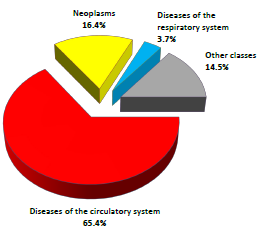 Neoplasms
16.4%
Diseases of the
respiratory system
3.7%
Other classes
14.5%
Diseases of the circulatory system
65.4%